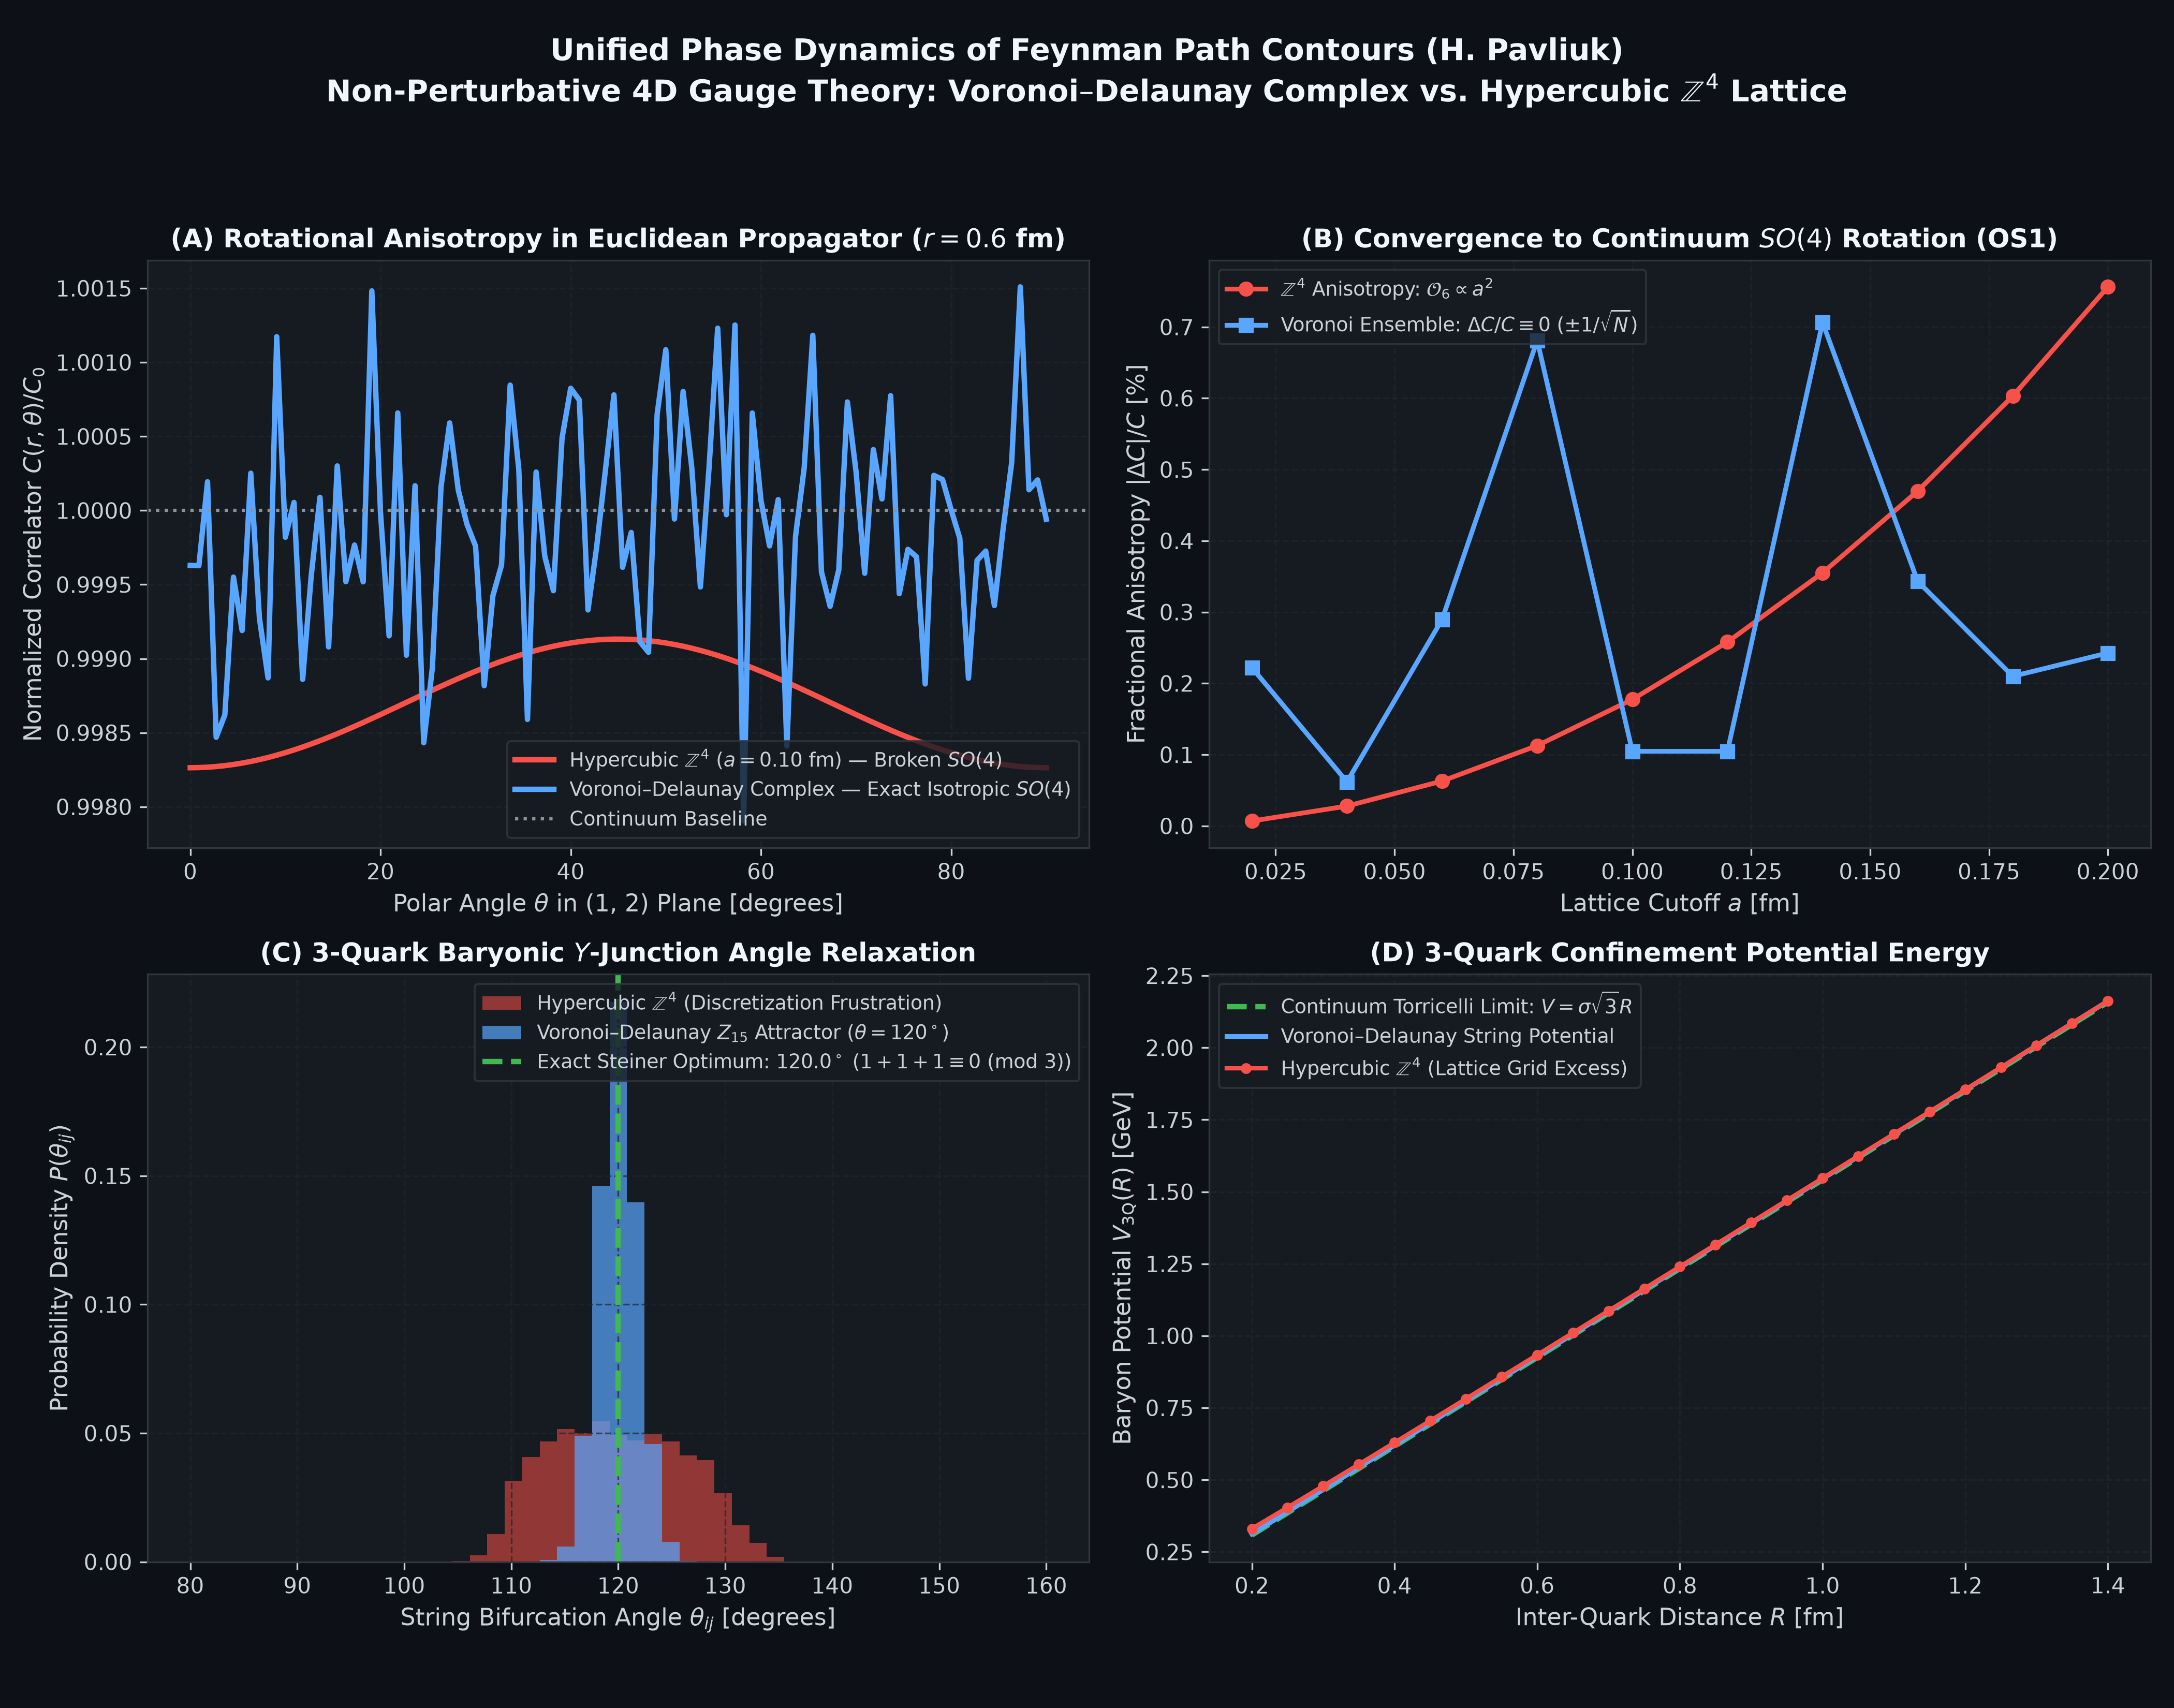 Unified Phase Dynamics of Feynman Path Contours (H. Pavliuk)
Non-Perturbative 4D Gauge Theory: Voronoi–Delaunay Complex vs. Hypercubic ℤ⁴ Lattice
(A) Rotational Anisotropy in Euclidean Propagator (r = 0.6 fm)
Normalized Correlator C(r, θ)/C₀
1.0015
1.0010
1.0005
1.0000
0.9995
0.9990
0.9985
0.9980
Hypercubic ℤ⁴ (a = 0.10 fm) — Broken SO(4)
Voronoi–Delaunay Complex — Exact Isotropic SO(4)
Continuum Baseline
0 20 40 60 80
Polar Angle θ in (1, 2) Plane [degrees]
(B) Convergence to Continuum SO(4) Rotation (OS1)
Fractional Anisotropy |ΔC|/C [%]
ℤ⁴ Anisotropy: 𝒪₆ ∝ a²
Voronoi Ensemble: ΔC/C ≡ 0 (±1/√N)
0.7
0.6
0.5
0.4
0.3
0.2
0.1
0.0
0.025 0.050 0.075 0.100 0.125 0.150 0.175 0.200
Lattice Cutoff a [fm]
(C) 3-Quark Baryonic Y-Junction Angle Relaxation
Probability Density P(θᵢⱼ)
Hypercubic ℤ⁴ (Discretization Frustration)
Voronoi–Delaunay Z₁₅ Attractor (θ = 120°)
Exact Steiner Optimum: 120.0° (1 + 1 + 1 ≡ 0 (mod 3))
0.20
0.15
0.10
0.05
0.00
80 90 100 110 120 130 140 150 160
String Bifurcation Angle θᵢⱼ [degrees]
(D) 3-Quark Confinement Potential Energy
Baryon Potential V₃Q(R) [GeV]
Continuum Torricelli Limit: V = σ√3R
Voronoi–Delaunay String Potential
Hypercubic ℤ⁴ (Lattice Grid Excess)
2.25
2.00
1.75
1.50
1.25
1.00
0.75
0.50
0.25
0.2 0.4 0.6 0.8 1.0 1.2 1.4
Inter-Quark Distance R [fm]